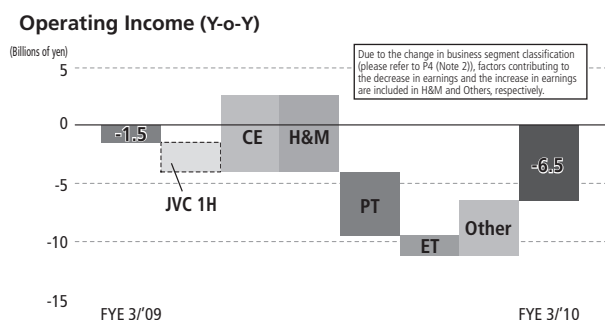 Operating Income (Y-o-Y)
(Billions of yen)
Due to the change in business segment classification
(please refer to P4 (Note 2)), factors contributing to
the decrease in earnings and the increase in earnings
are included in H&M and Others, respectively.
5
0
-5
-10
-15
-1.5
JVC 1H
CE
H&M
PT
ET
Other
-6.5
FYE 3/'09
FYE 3/'10